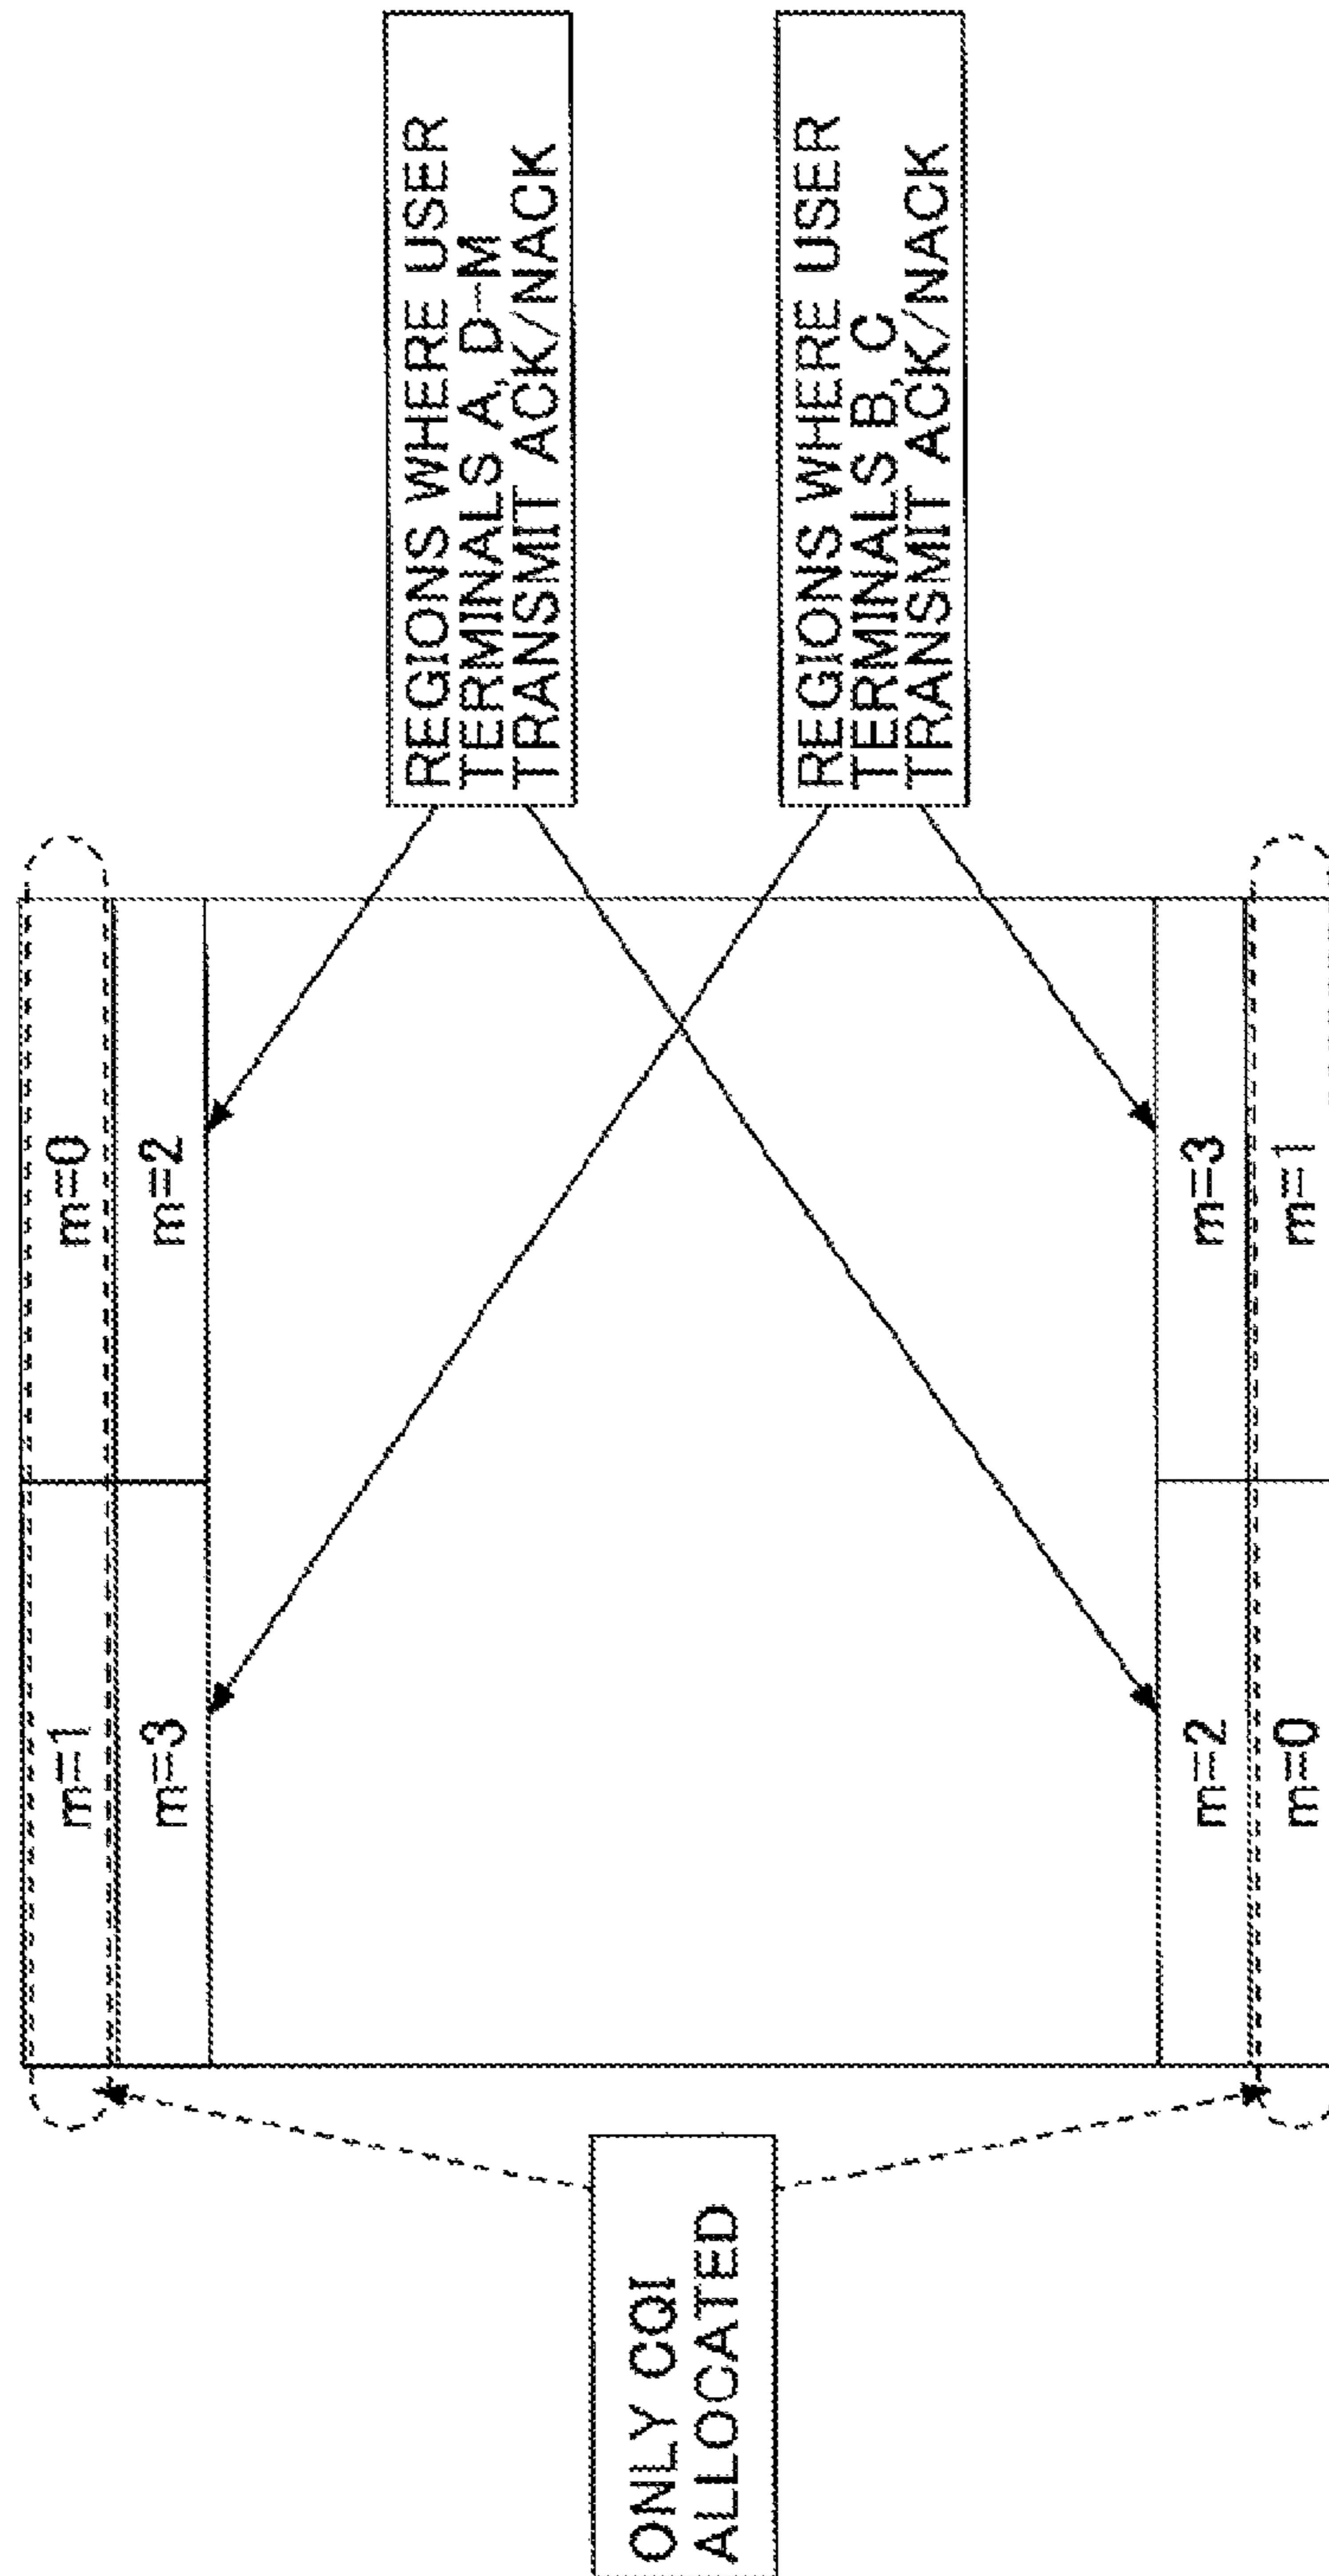 m=1
m=0
m=3
m=2
REGIONS WHERE USER
TERMINALS A, D-M
TRANSMIT ACK/NACK
ONLY CQI
ALLOCATED
REGIONS WHERE USER
TERMINALS B, C
TRANSMIT ACK/NACK
m=2
m=3
m=0
m=1